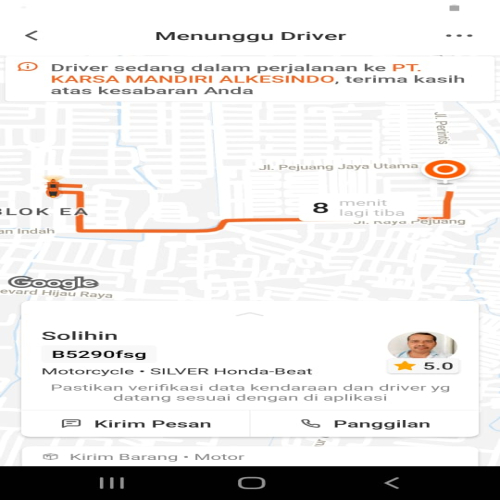 Menunggu Driver
Driver sedang dalam perjalanan ke PT.
KARSA MANDIRI ALKESINDO, terima kasih
atas kesabaran Anda
Jl. Perintis
Jl. Pejuang Jaya Utama
BLOK EA
8 menit
lagi tiba
Jl. Raya Pejuang
an Indah
Google
evard Hijau Raya
Solihin
B5290fsg
5.0
Motorcycle • SILVER Honda-Beat
Pastikan verifikasi data kendaraan dan driver yg
datang sesuai dengan di aplikasi
Kirim Pesan
Panggilan
Kirim Barang • Motor